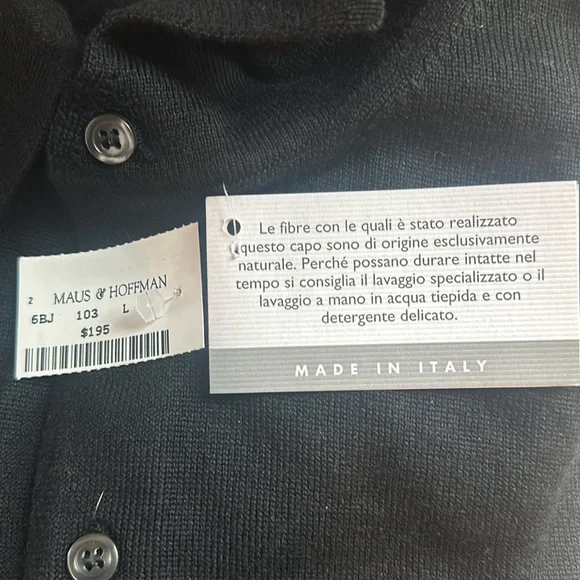 2 MAUS & HOFFMAN
6BJ 103 L
$195
Le fibre con le quali è stato realizzato
questo capo sono di origine esclusivamente
naturale. Perché possano durare intatte nel
tempo si consiglia il lavaggio specializzato o il
lavaggio a mano in acqua tiepida e con
detergente delicato.
MADE IN ITALY